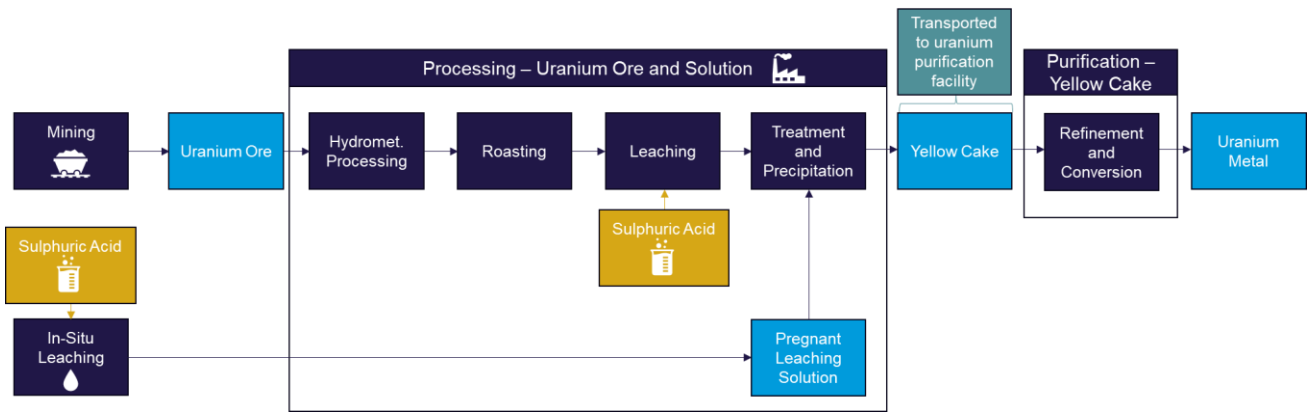 Transported
to uranium
purification
facility
Processing – Uranium Ore and Solution
Purification –
Yellow Cake
Mining
Uranium Ore
Hydromet.
Processing
Roasting
Leaching
Treatment
and
Precipitation
Yellow Cake
Refinement
and
Conversion
Uranium
Metal
Sulphuric Acid
Sulphuric Acid
In-Situ
Leaching
Pregnant
Leaching
Solution